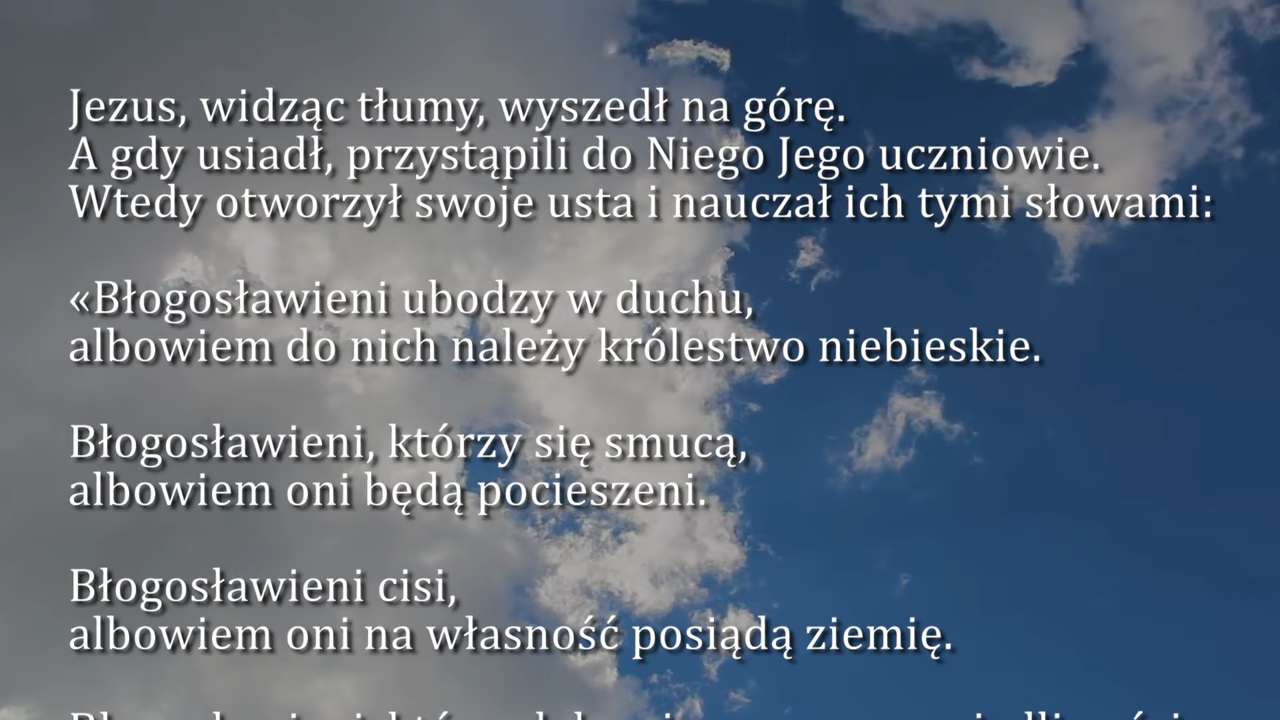 Jezus, widząc tłumy, wyszedł na górę.
A gdy usiadł, przystąpili do Niego Jego uczniowie.
Wtedy otworzył swoje usta i nauczał ich tymi słowami:
«Błogosławieni ubodzy w duchu,
albowiem do nich należy królestwo niebieskie.
Błogosławieni, którzy się smucą,
albowiem oni będą pocieszeni.
Błogosławieni cisi,
albowiem oni na własność posiądą ziemię.